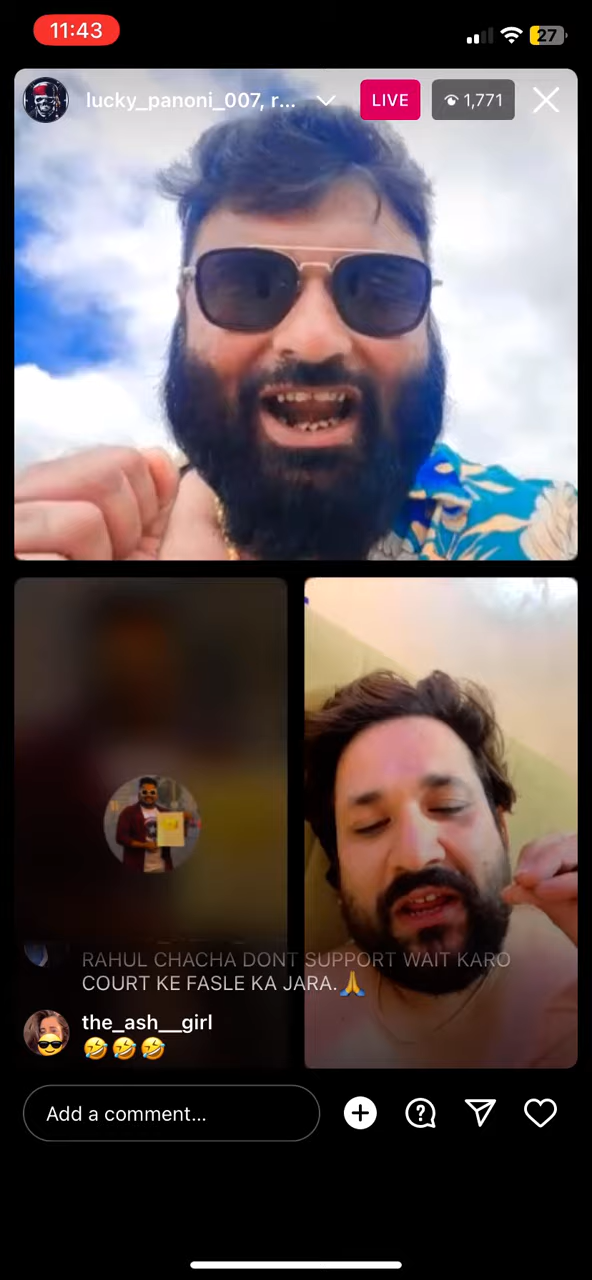 11:43
27
lucky_panoni_007, r...
LIVE
1,771
RAHUL CHACHA DONT SUPPORT WAIT KARO
COURT KE FASLE KA JARA.🙏
the_ash__girl
🤣🤣🤣
Add a comment...